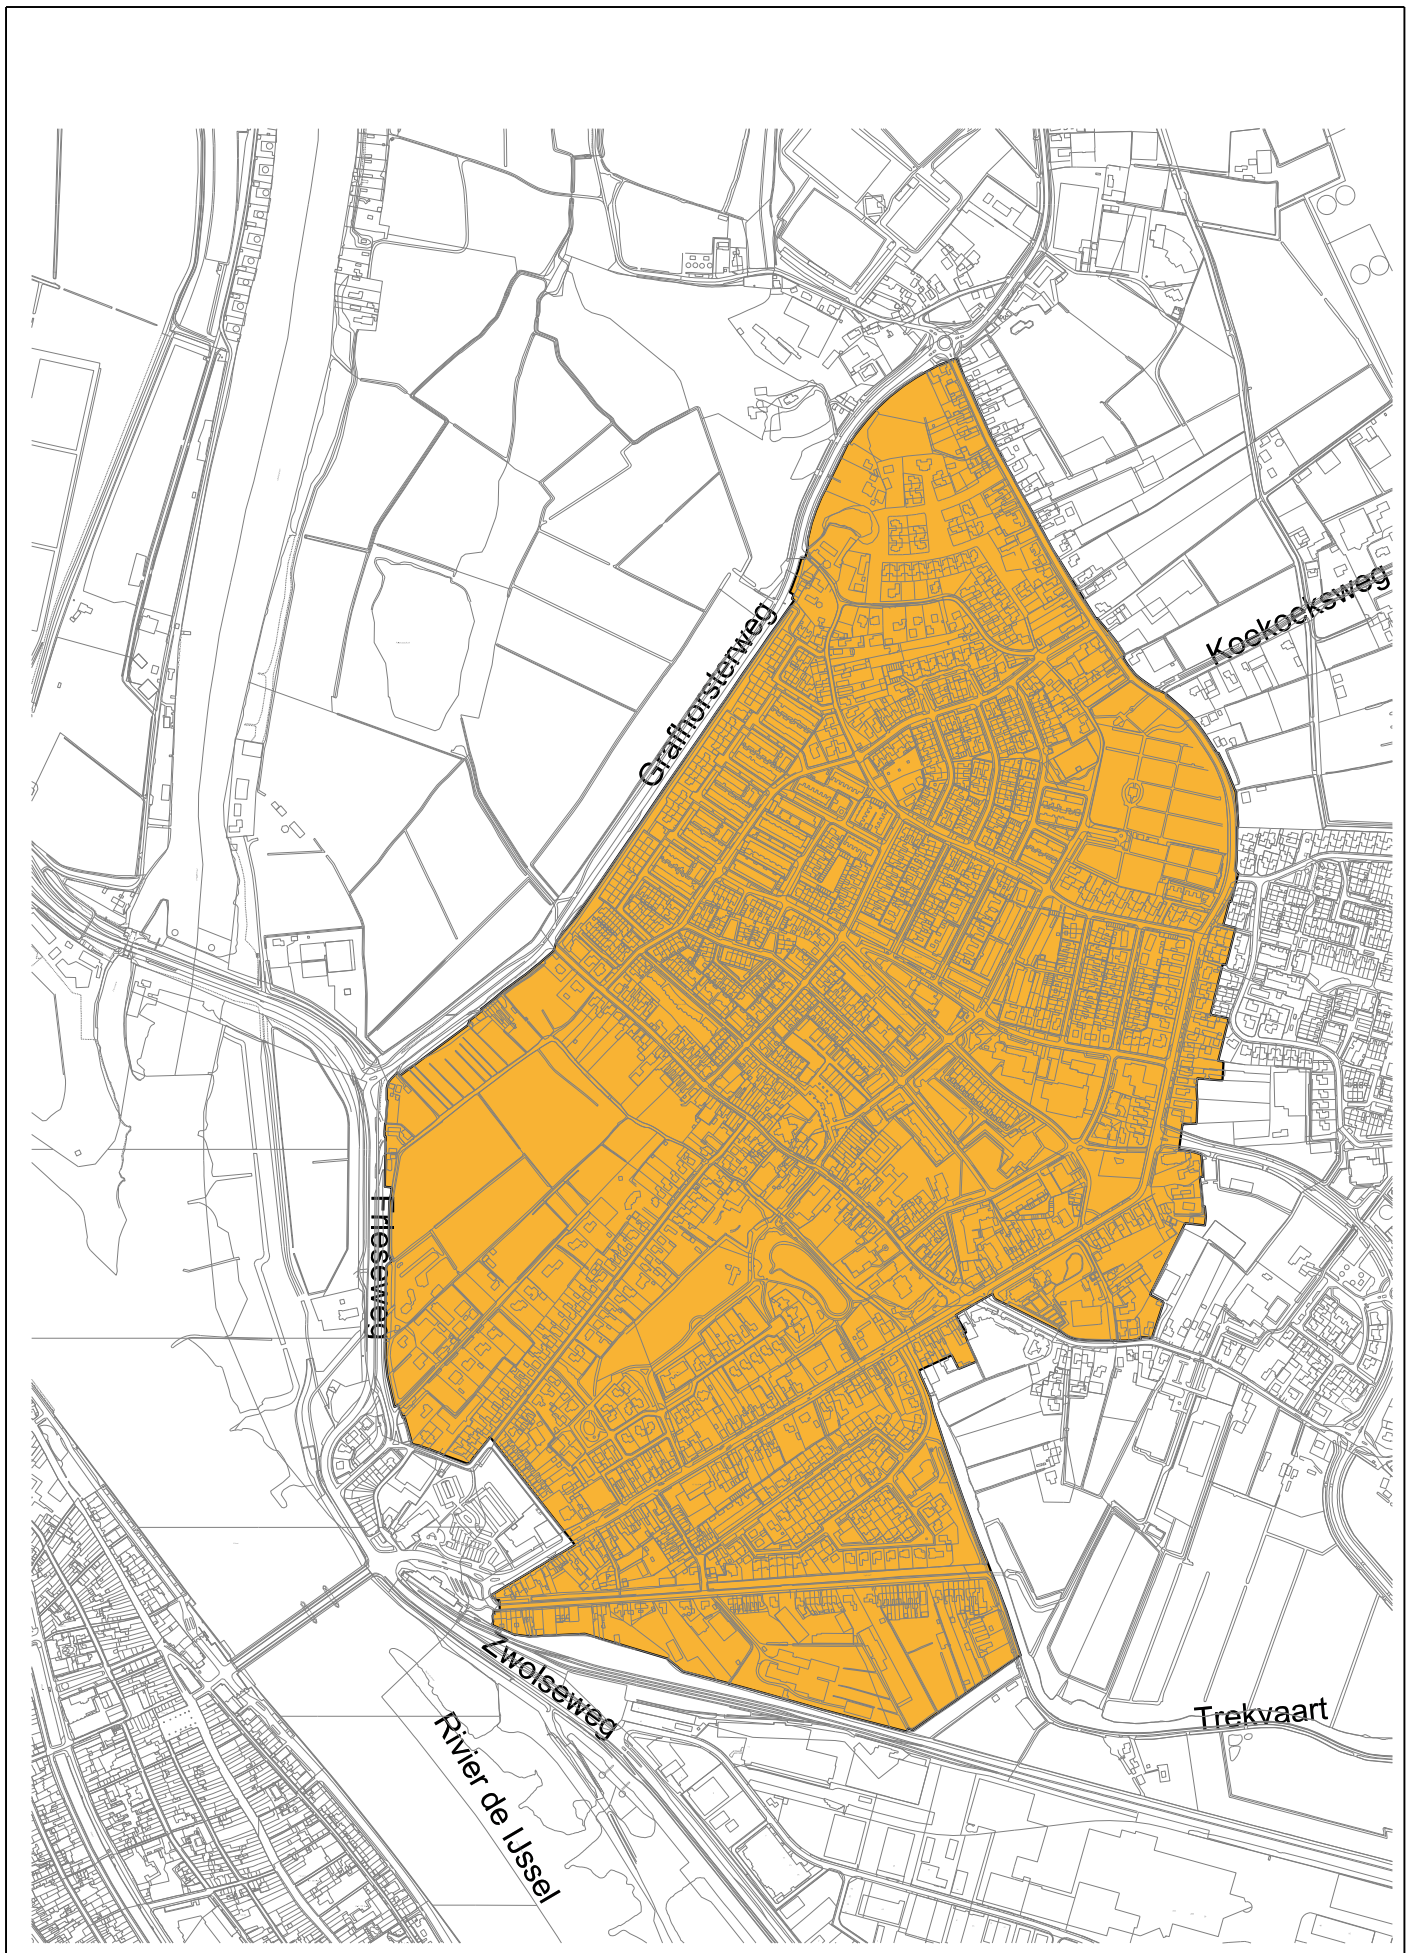 Koekoeksweg
Grafhorsterweg
Frieseweg
Zwolseweg
Trekvaart
Rivier de IJssel